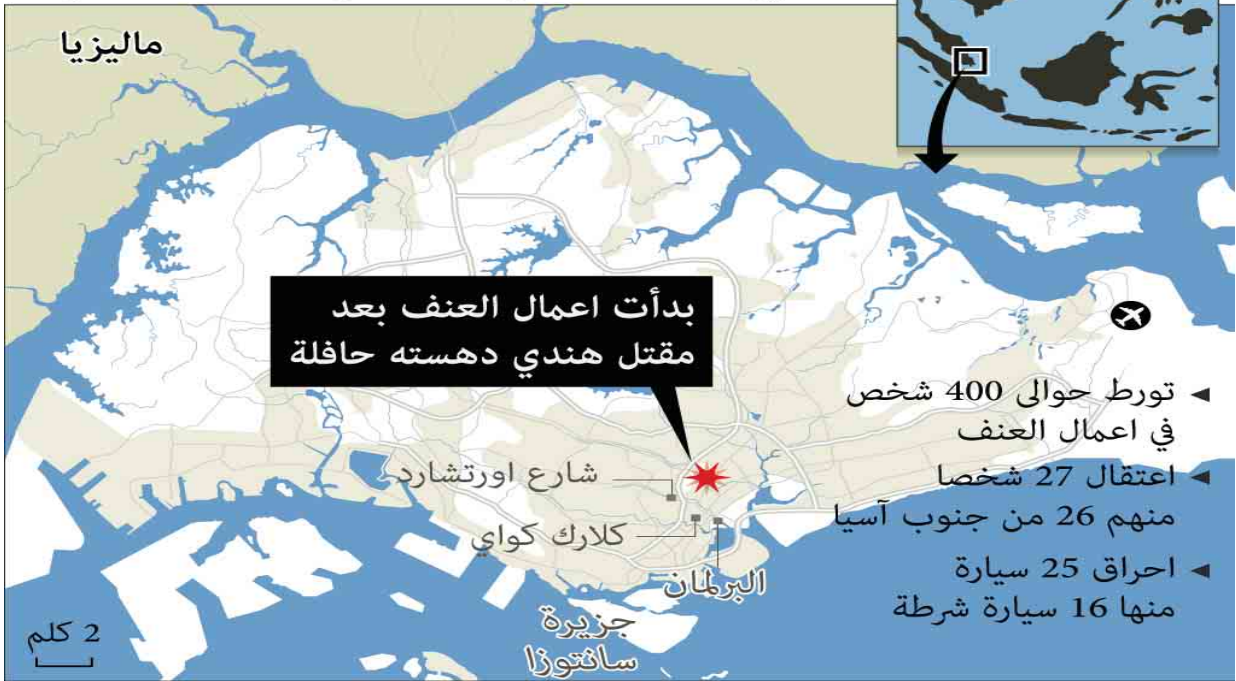 ماليزيا
بدأت اعمال العنف بعد
مقتل هندي دهسته حافلة
◄ تورط حوالى 400 شخص
في اعمال العنف
◄ اعتقال 27 شخصا
منهم 26 من جنوب آسيا
◄ احراق 25 سيارة
منها 16 سيارة شرطة
شارع اورتشارد
كلارك كواي
البرلمان
جزيرة
سانتوزا
2 كلم